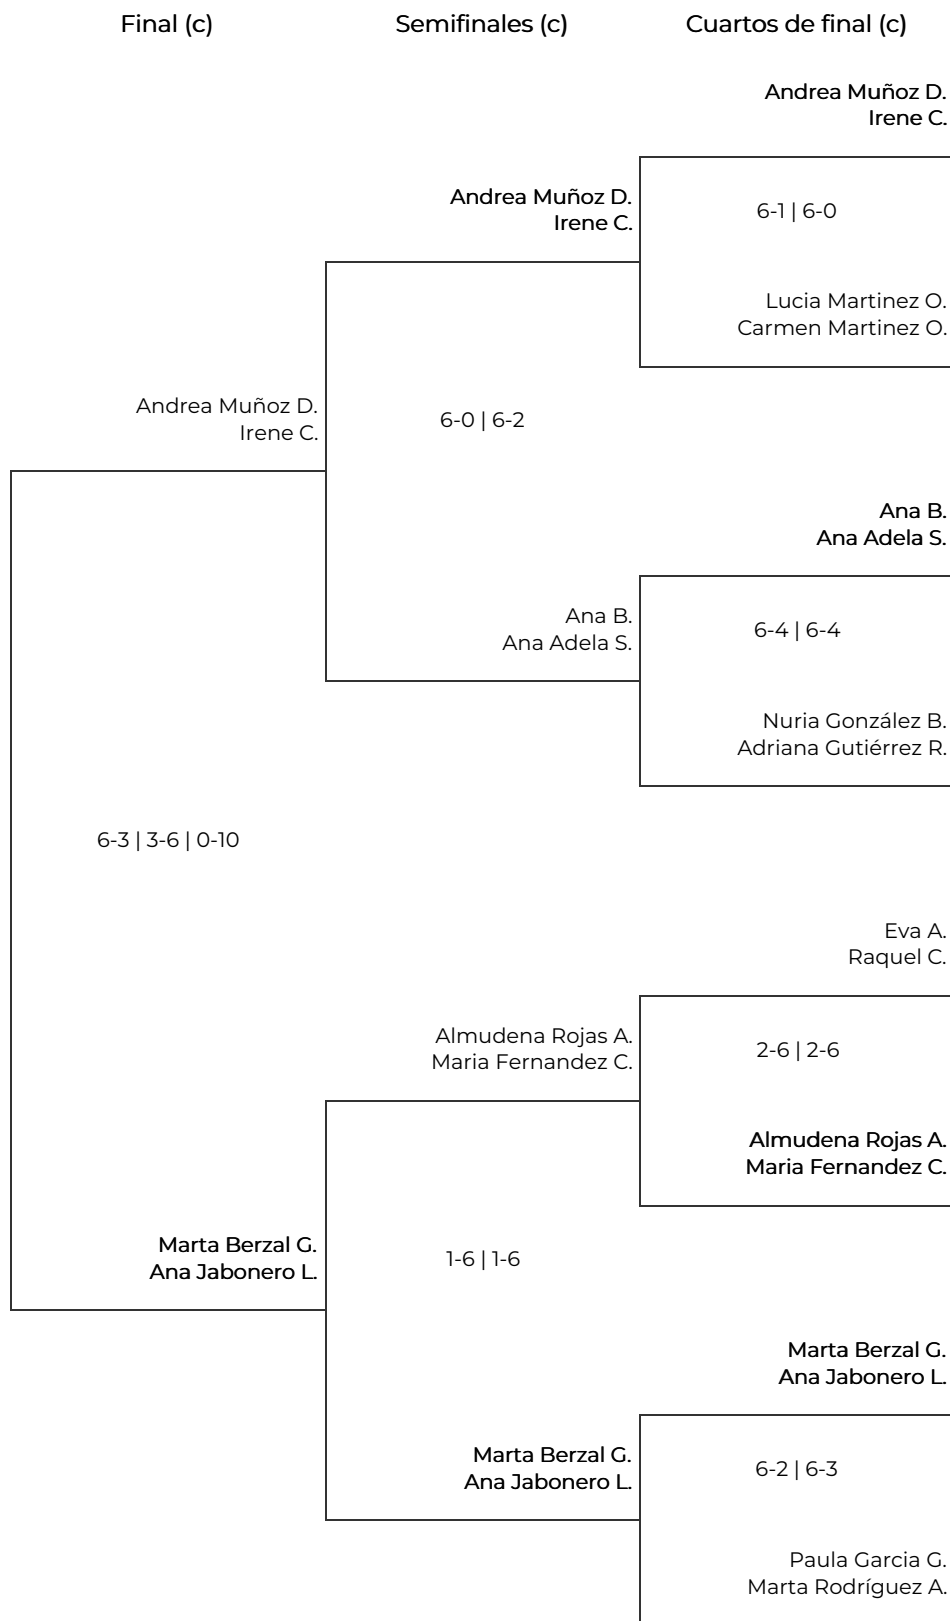 Final (c)
Semifinales (c)
Cuartos de final (c)
Andrea Muñoz D.
Irene C.
Andrea Muñoz D.
Irene C.
6-1 | 6-0
Lucia Martinez O.
Carmen Martinez O.
Andrea Muñoz D.
Irene C.
6-0 | 6-2
Ana B.
Ana Adela S.
Ana B.
Ana Adela S.
6-4 | 6-4
Nuria González B.
Adriana Gutiérrez R.
6-3 | 3-6 | 0-10
Eva A.
Raquel C.
Almudena Rojas A.
Maria Fernandez C.
2-6 | 2-6
Almudena Rojas A.
Maria Fernandez C.
Marta Berzal G.
Ana Jabonero L.
1-6 | 1-6
Marta Berzal G.
Ana Jabonero L.
Marta Berzal G.
Ana Jabonero L.
6-2 | 6-3
Paula Garcia G.
Marta Rodríguez A.